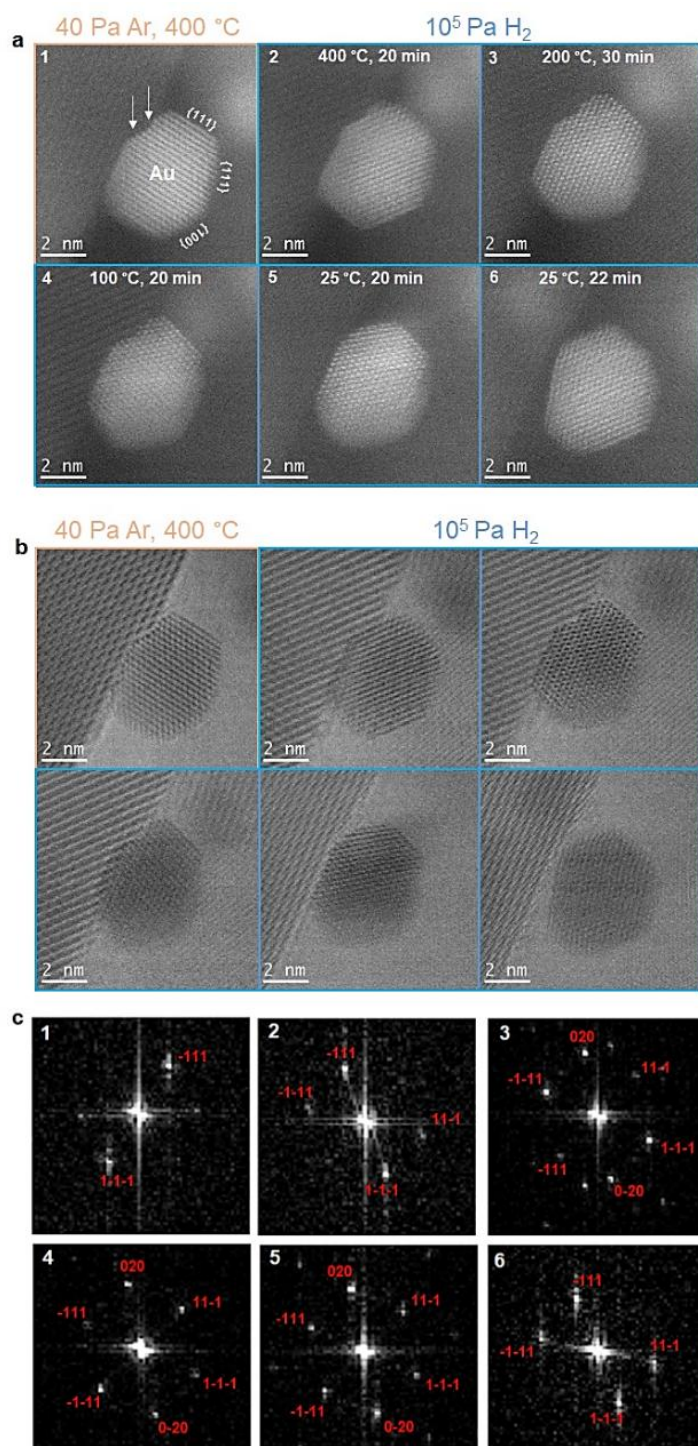 40 Pa Ar, 400 °C
10⁵ Pa H₂
a
1
2
400 °C, 20 min
3
200 °C, 30 min
{111}
{111}
{001}
Au
2 nm
2 nm
2 nm
4
100 °C, 20 min
5
25 °C, 20 min
6
25 °C, 22 min
2 nm
2 nm
2 nm
40 Pa Ar, 400 °C
10⁵ Pa H₂
b
2 nm
2 nm
2 nm
2 nm
2 nm
2 nm
c
1
-111
1-1-1
2
-111
-1-11
11-1
1-1-1
3
020
11-1
-1-11
1-1-1
-111
0-20
4
020
11-1
-111
1-1-1
-1-11
0-20
5
020
11-1
-111
1-1-1
-1-11
0-20
6
-111
-1-11
11-1
1-1-1